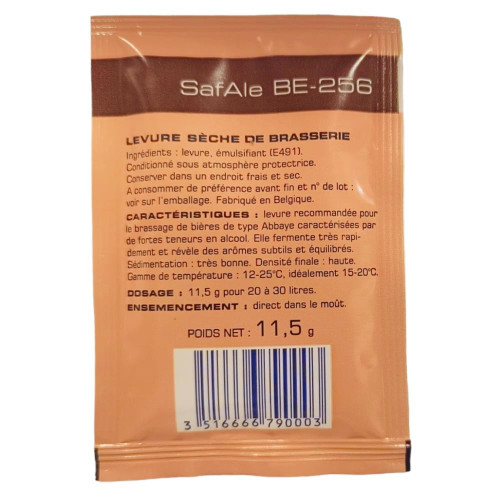 SafAle BE-256
LEVURE SÈCHE DE BRASSERIE
Ingrédients : levure, émulsifiant (E491).
Conditionné sous atmosphère protectrice.
Conserver dans un endroit frais et sec.
A consommer de préférence avant fin et n° de lot :
voir sur l'emballage. Fabriqué en Belgique.
CARACTÉRISTIQUES : levure recommandée pour
le brassage de bières de type Abbaye caractérisées par
de fortes teneurs en alcool. Elle fermente très rapi-
dement et révèle des arômes subtils et équilibrés.
Sédimentation : très bonne. Densité finale : haute.
Gamme de température : 12-25°C, idéalement 15-20°C.
DOSAGE : 11,5 g pour 20 à 30 litres.
ENSEMENCEMENT : direct dans le moût.
POIDS NET : 11,5 g
3 516666 790003